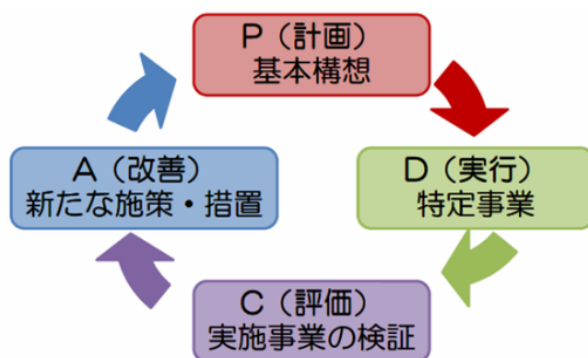 P（計画）
基本構想
D（実行）
特定事業
C（評価）
実施事業の検証
A（改善）
新たな施策・措置